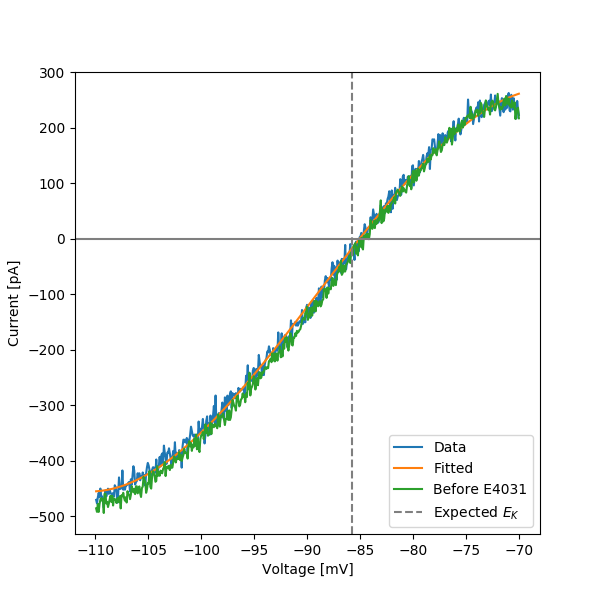 300
200
100
0
−100
−200
−300
−400
−500
Current [pA]
Data
Fitted
Before E4031
Expected $E_K$
−110 −105 −100 −95 −90 −85 −80 −75 −70
Voltage [mV]